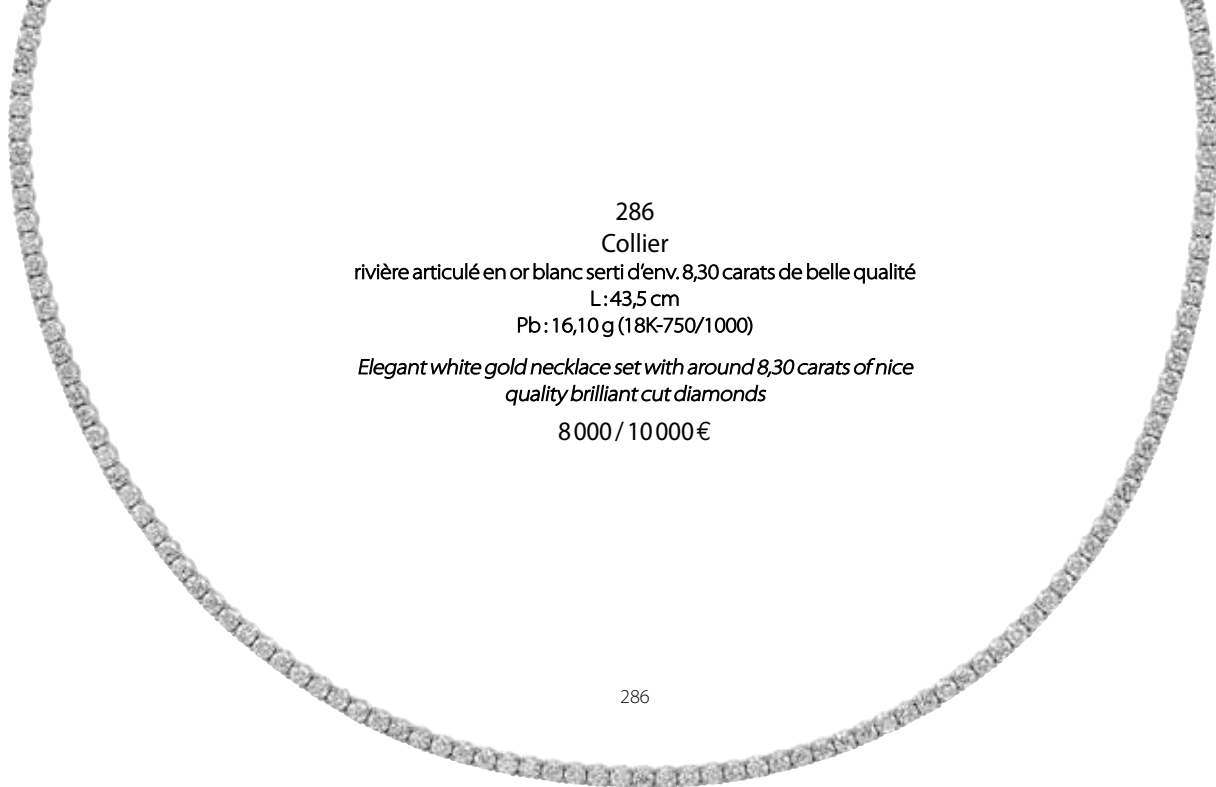 286
Collier
rivière articulé en or blanc serti d'env. 8,30 carats de belle qualité
L : 43,5 cm
Pb : 16,10 g (18K-750/1000)
Elegant white gold necklace set with around 8,30 carats of nice
quality brilliant cut diamonds
8 000 / 10 000 €
286